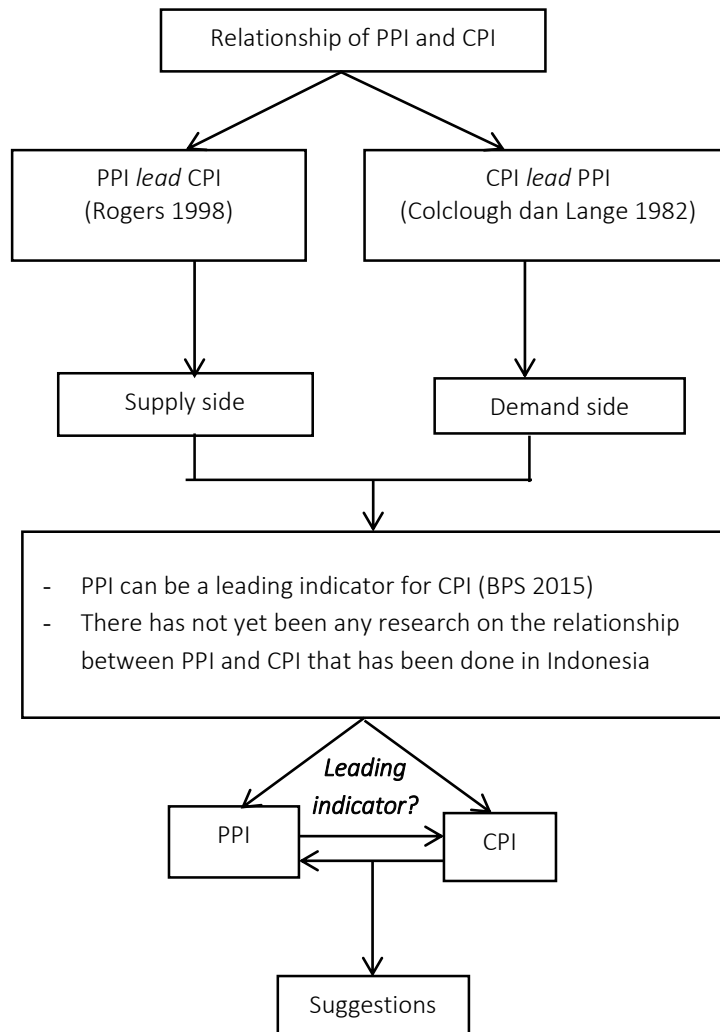 Relationship of PPI and CPI
PPI lead CPI
(Rogers 1998)
CPI lead PPI
(Colclough dan Lange 1982)
Supply side
Demand side
- PPI can be a leading indicator for CPI (BPS 2015)
- There has not yet been any research on the relationship
between PPI and CPI that has been done in Indonesia
Leading
indicator?
PPI
CPI
Suggestions